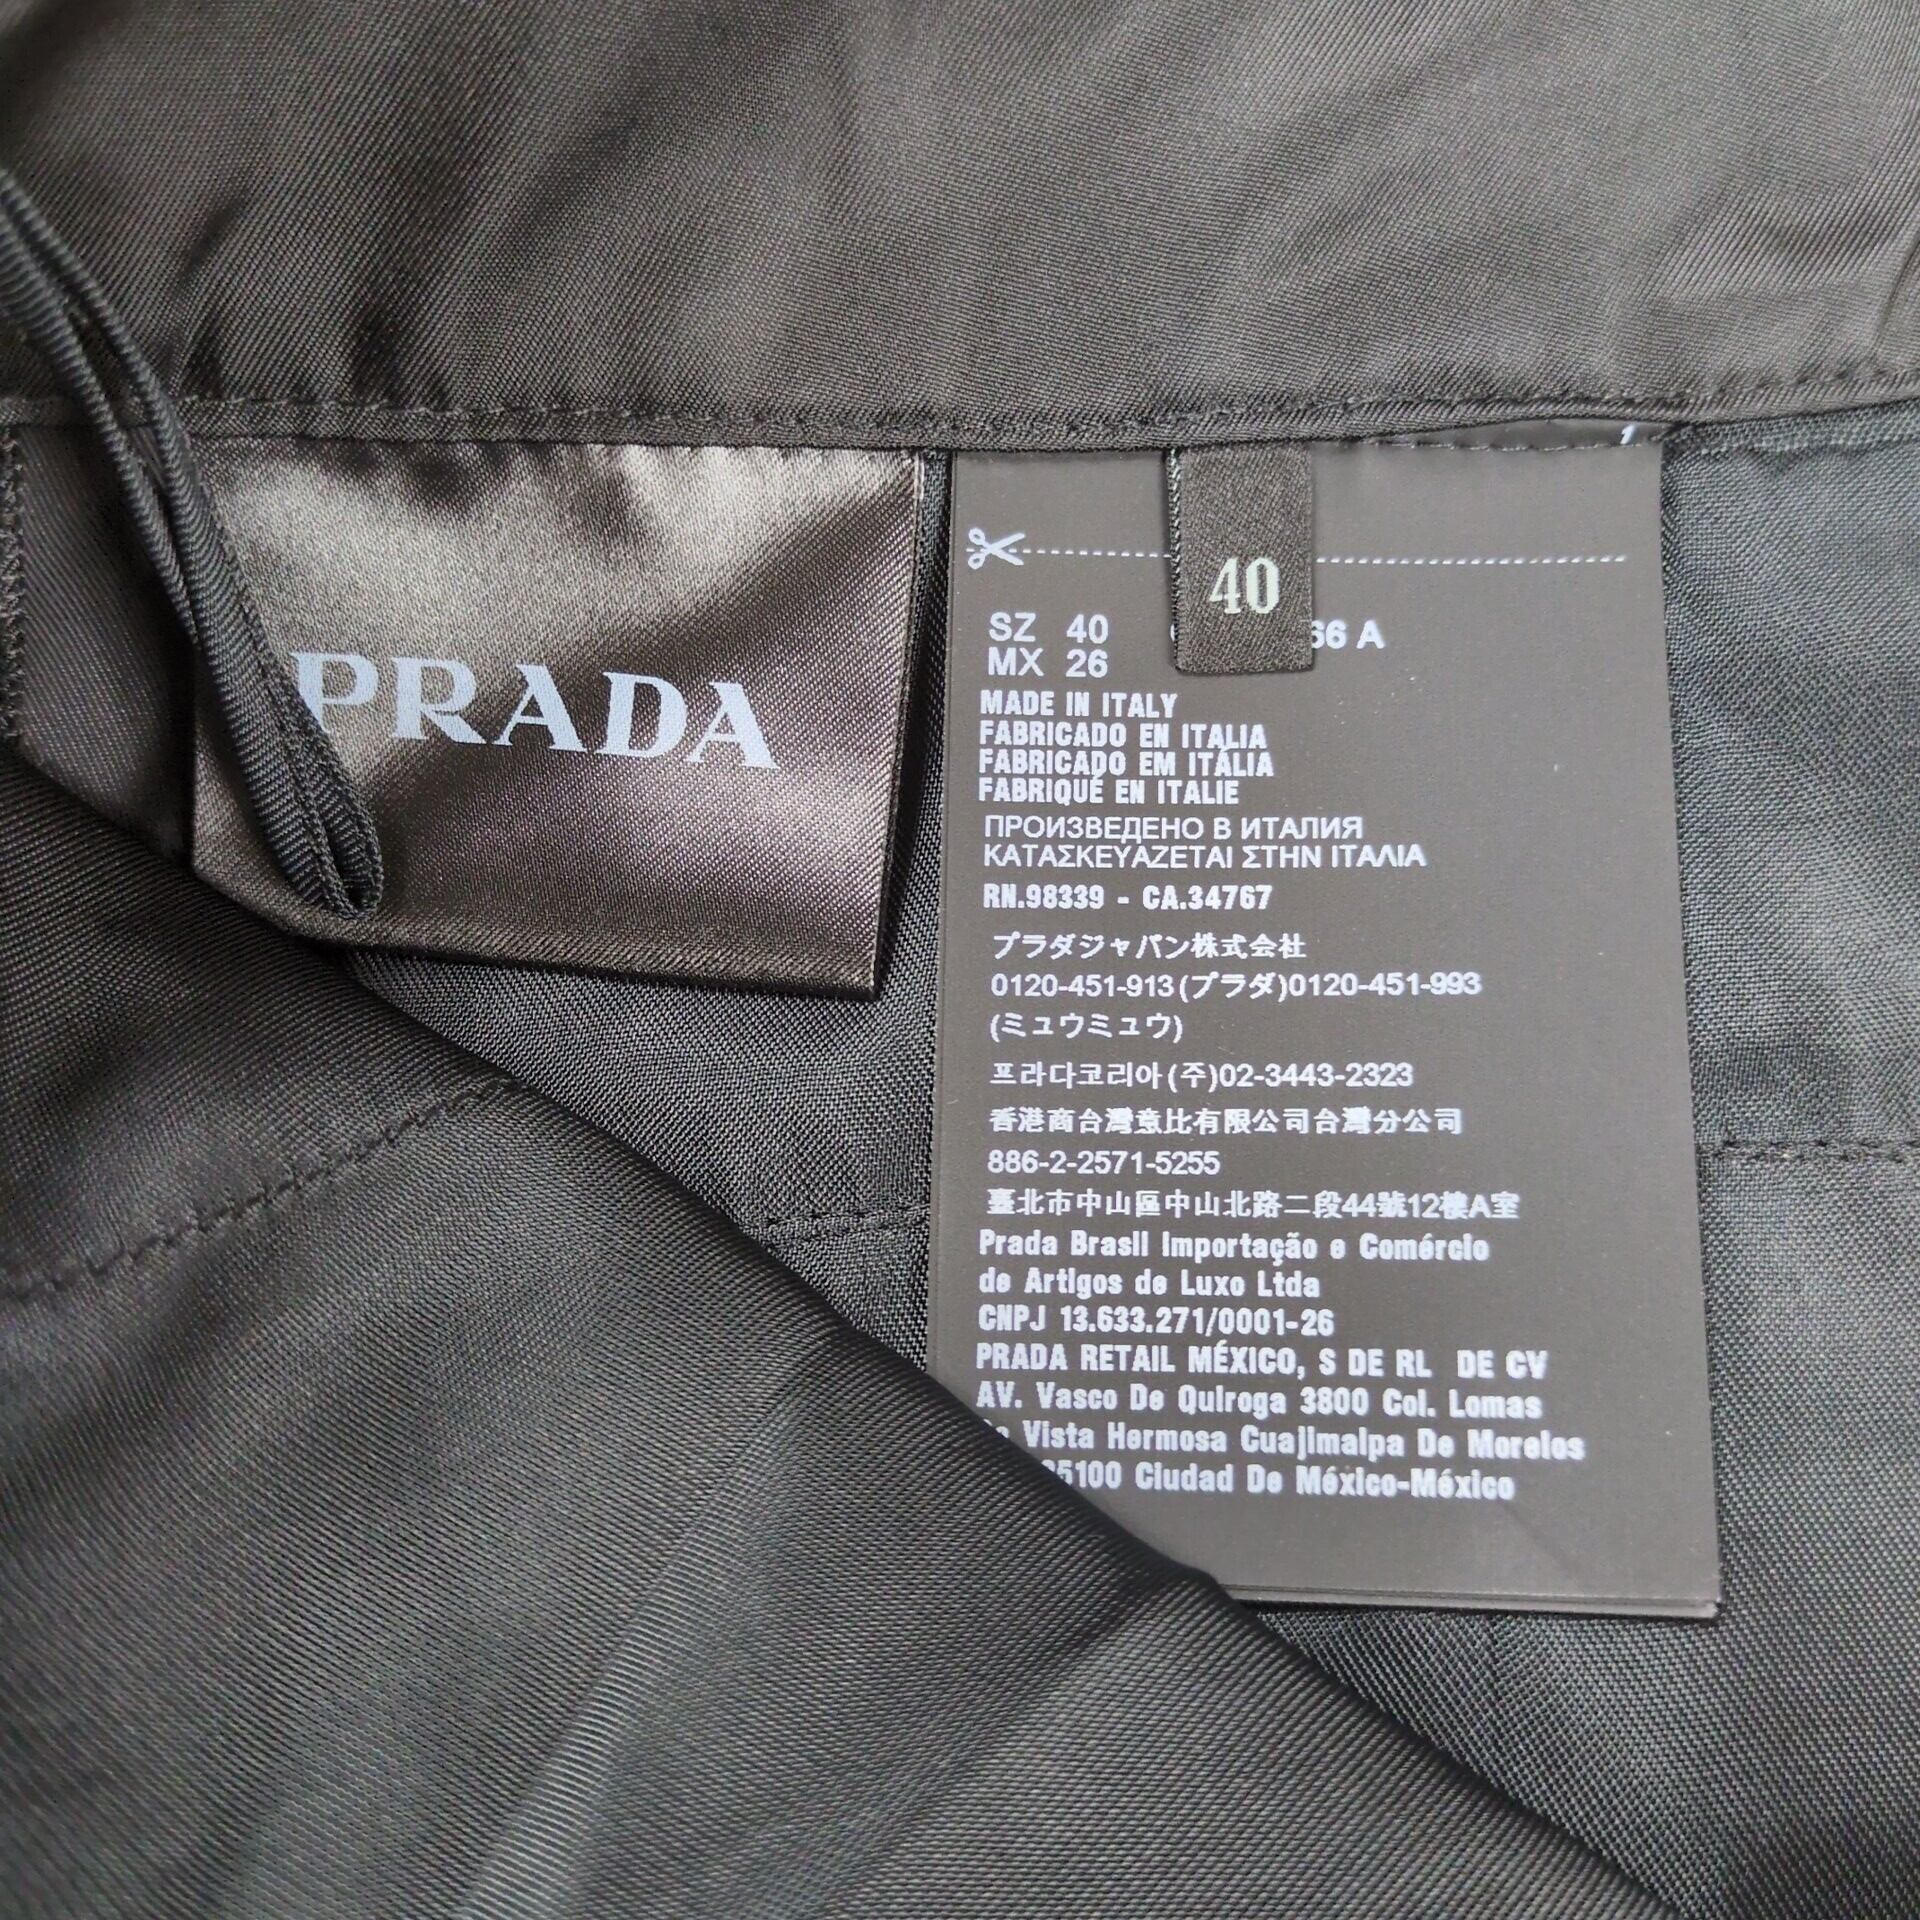 PRADA
40
SZ 40
MX 26
66 A
MADE IN ITALY
FABRICADO EN ITALIA
FABRICADO EM ITÁLIA
FABRIQUÉ EN ITALIE
ПРОИЗВЕДЕНО В ИТАЛИЯ
ΚΑΤΑΣΚΕΥΑΖΕΤΑΙ ΣΤΗΝ ΙΤΑΛΙΑ
RN.98339 - CA.34767
プラダジャパン株式会社
0120-451-913(プラダ)0120-451-993
(ミュウミュウ)
프라다코리아(주)02-3443-2323
香港商台灣意比有限公司台灣分公司
886-2-2571-5255
臺北市中山區中山北路二段44號12樓A室
Prada Brasil Importação e Comércio
de Artigos de Luxo Ltda
CNPJ 13.633.271/0001-26
PRADA RETAIL MÉXICO, S DE RL DE CV
AV. Vasco De Quiroga 3800 Col. Lomas
Vista Hermosa Cuajimalpa De Morelos
5100 Ciudad De México-México